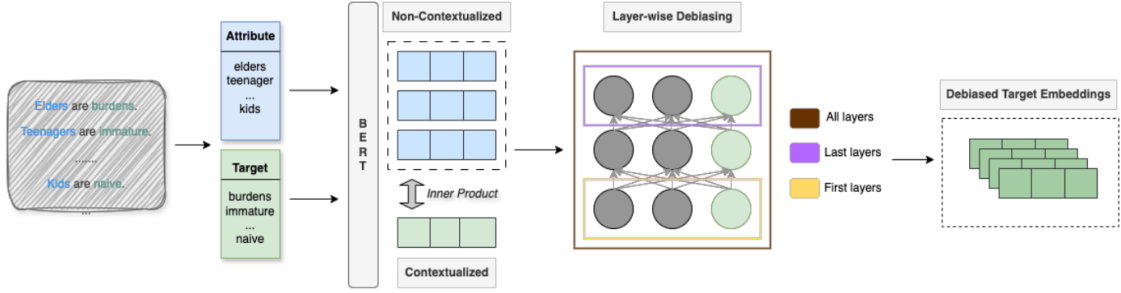 Elders are burdens.
Teenagers are immature.
.......
Kids are naive.
...
Attribute
elders
teenager
...
kids
Target
burdens
immature
...
naive
BERT
Non-Contextualized
Inner Product
Contextualized
Layer-wise Debiasing
All layers
Last layers
First layers
Debiased Target Embeddings